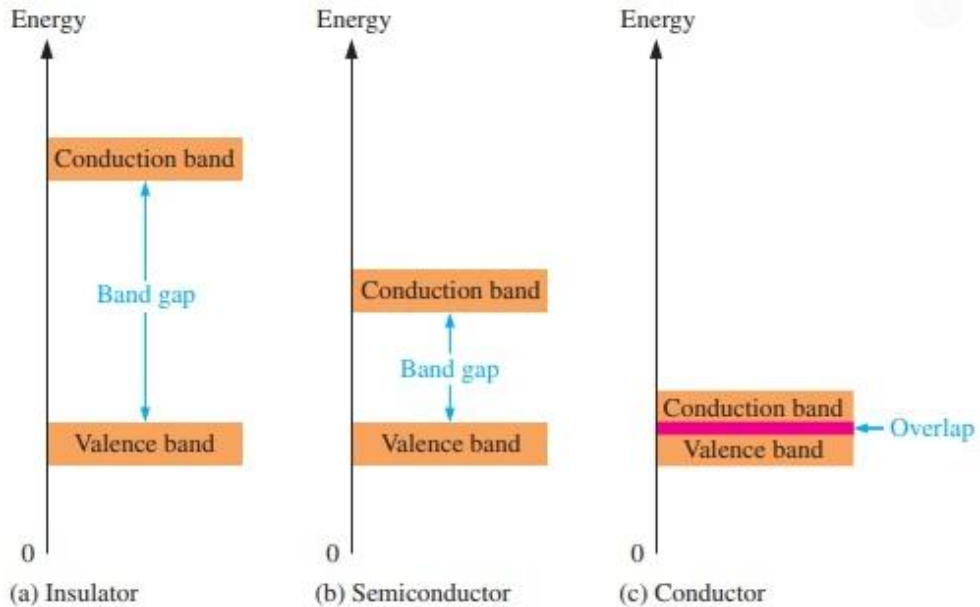 Energy
Conduction band
Band gap
Valence band
0
(a) Insulator
Energy
Conduction band
Band gap
Valence band
0
(b) Semiconductor
Energy
Conduction band
Overlap
Valence band
0
(c) Conductor